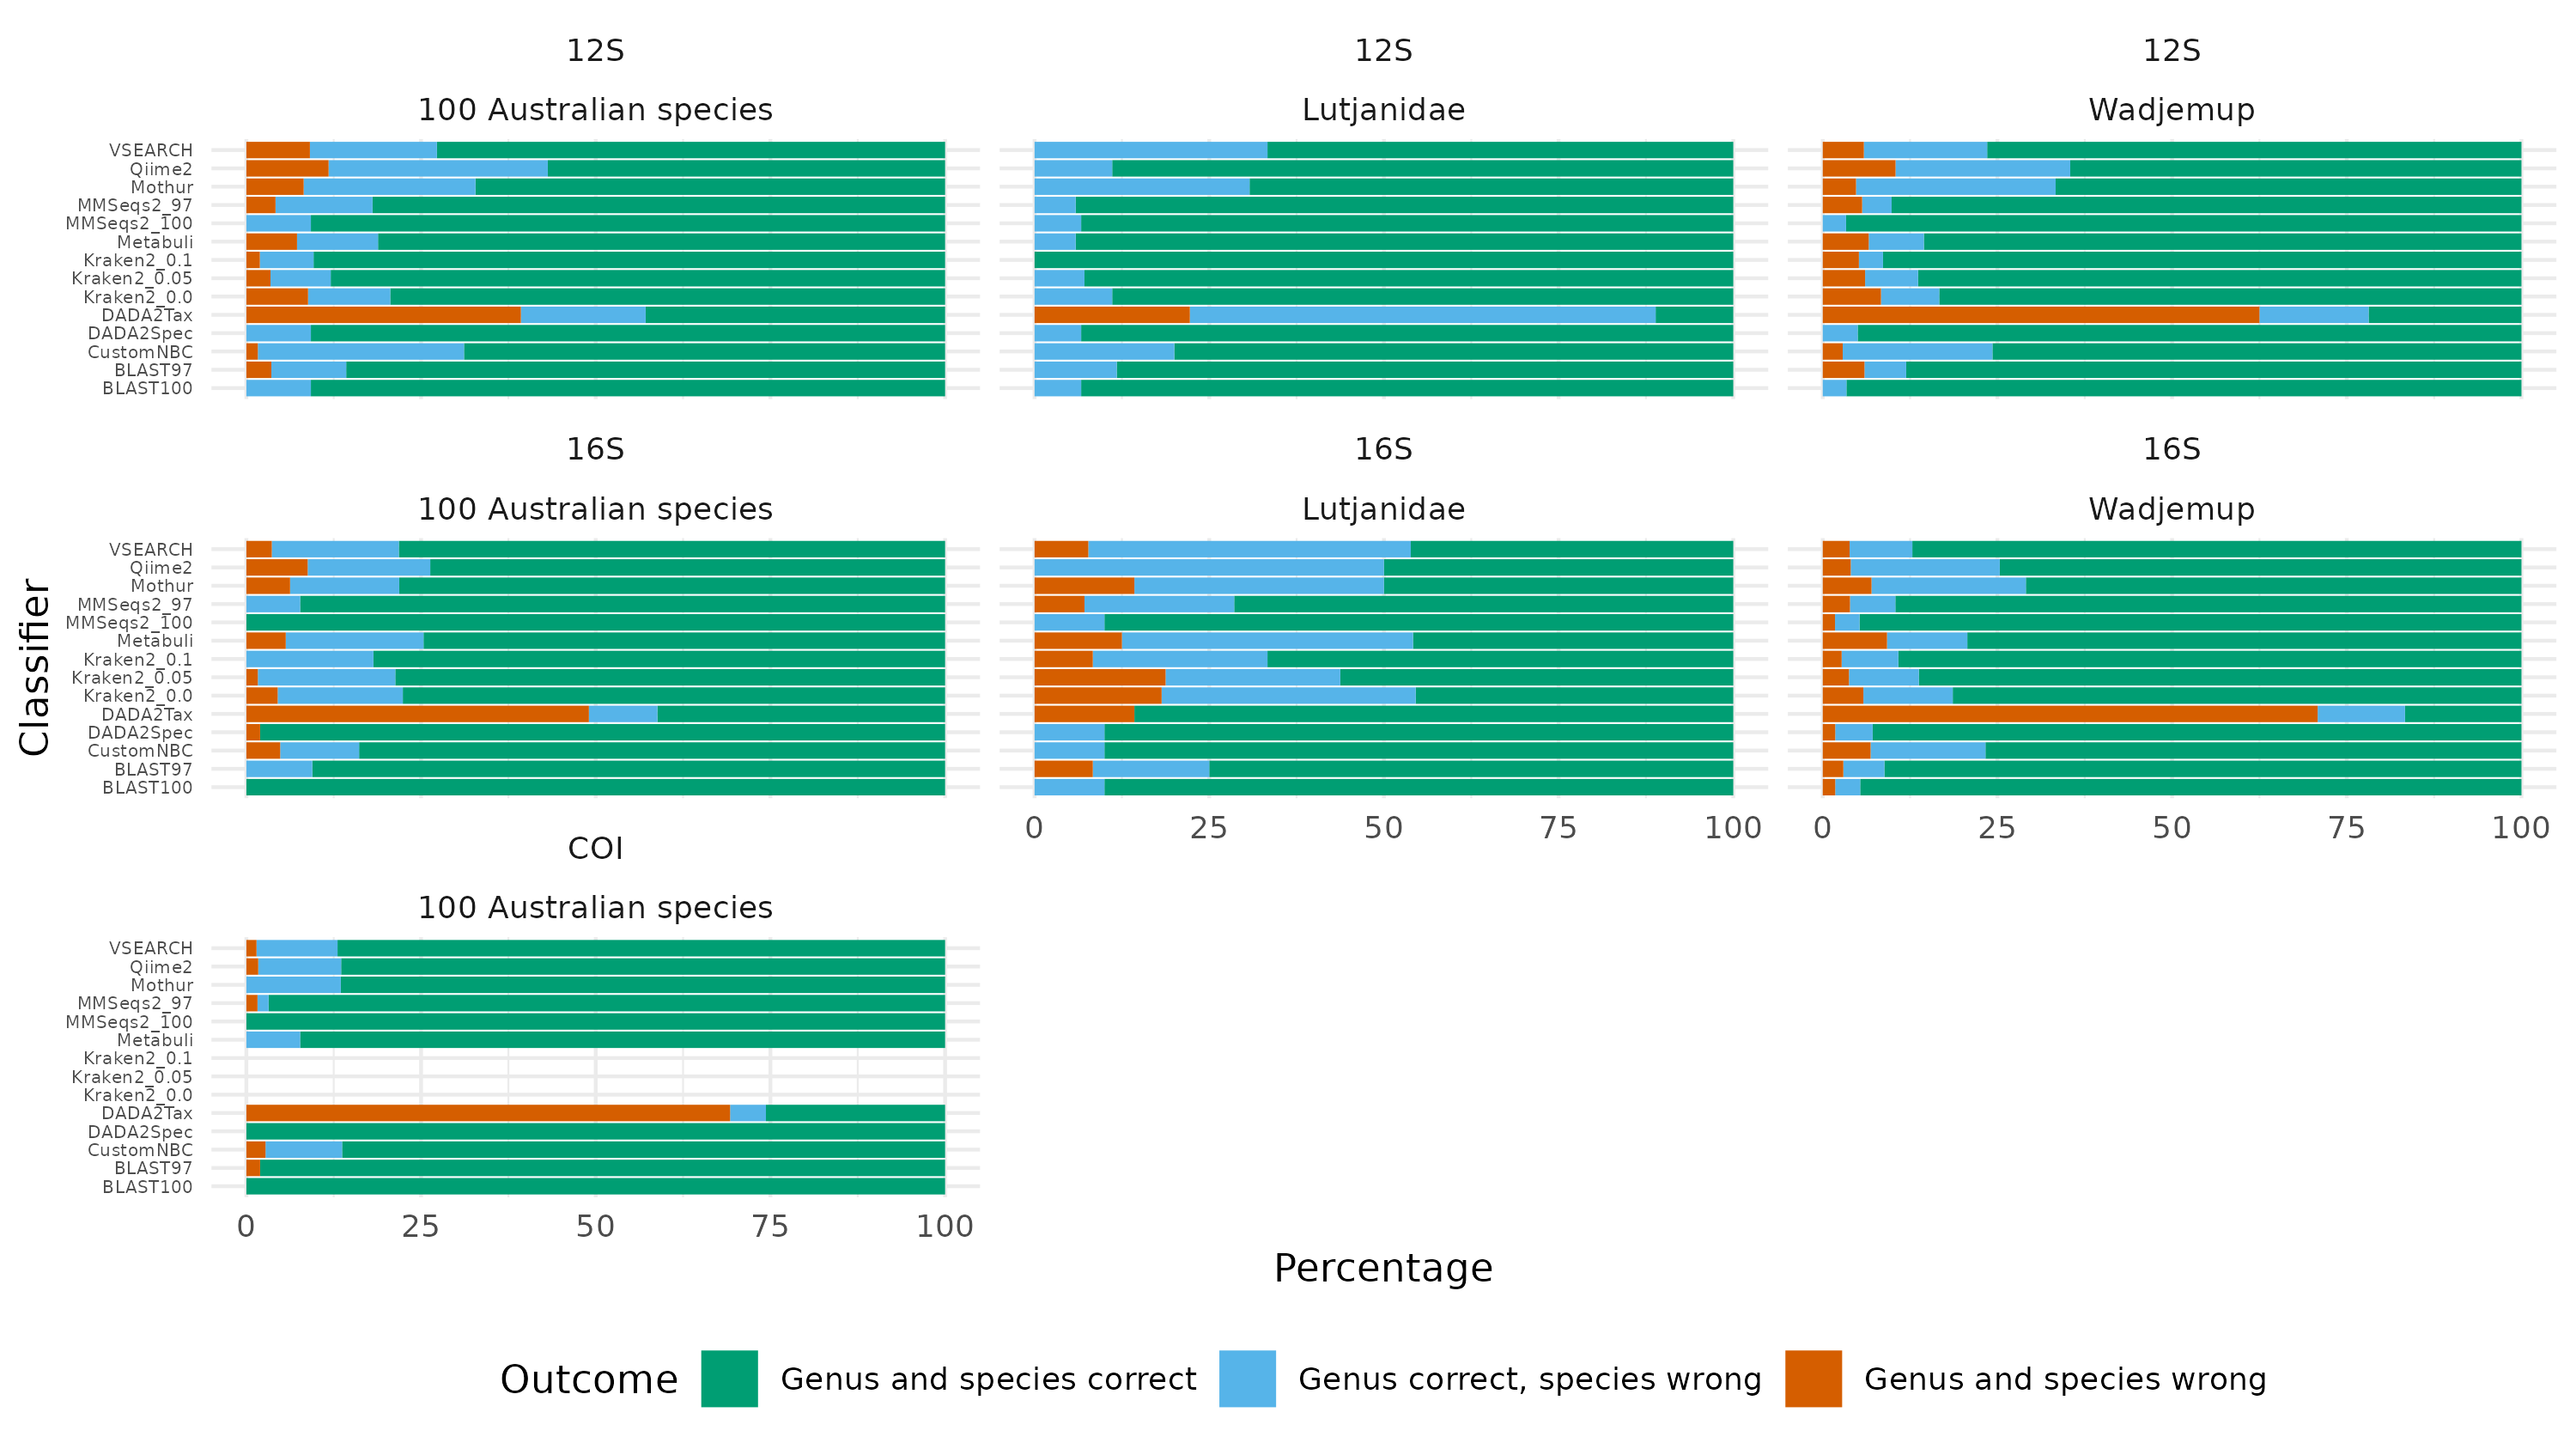 12S
12S
12S
100 Australian species
Lutjanidae
Wadjemup
VSEARCH
Qiime2
Mothur
MMSeqs2_97
MMSeqs2_100
Metabuli
Kraken2_0.1
Kraken2_0.05
Kraken2_0.0
DADA2Tax
DADA2Spec
CustomNBC
BLAST97
BLAST100
16S
16S
16S
100 Australian species
Lutjanidae
Wadjemup
Classifier
VSEARCH
Qiime2
Mothur
MMSeqs2_97
MMSeqs2_100
Metabuli
Kraken2_0.1
Kraken2_0.05
Kraken2_0.0
DADA2Tax
DADA2Spec
CustomNBC
BLAST97
BLAST100
0 25 50 75 100
0 25 50 75 100
COI
100 Australian species
VSEARCH
Qiime2
Mothur
MMSeqs2_97
MMSeqs2_100
Metabuli
Kraken2_0.1
Kraken2_0.05
Kraken2_0.0
DADA2Tax
DADA2Spec
CustomNBC
BLAST97
BLAST100
0 25 50 75 100
Percentage
Outcome Genus and species correct Genus correct, species wrong Genus and species wrong